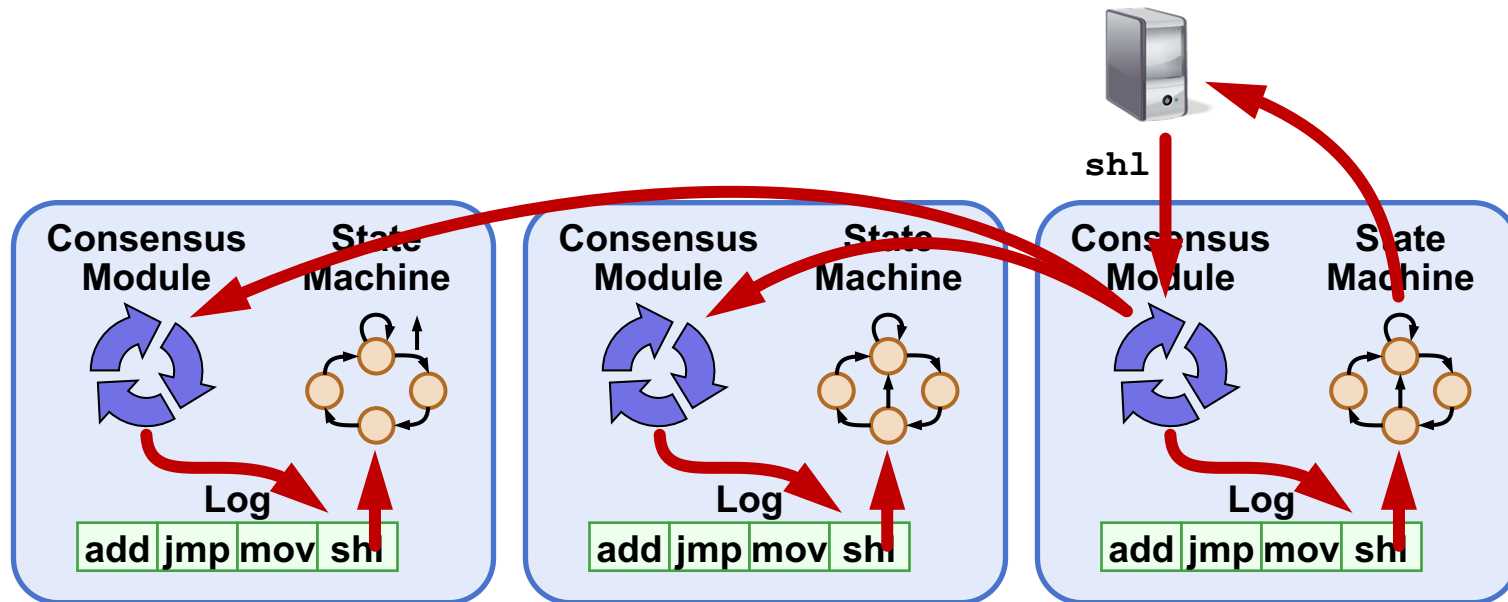 shl
Consensus
Module
State
Machine
Log
add jmp mov shl
Consensus
Module
State
Machine
Log
add jmp mov shl
Consensus
Module
State
Machine
Log
add jmp mov shl